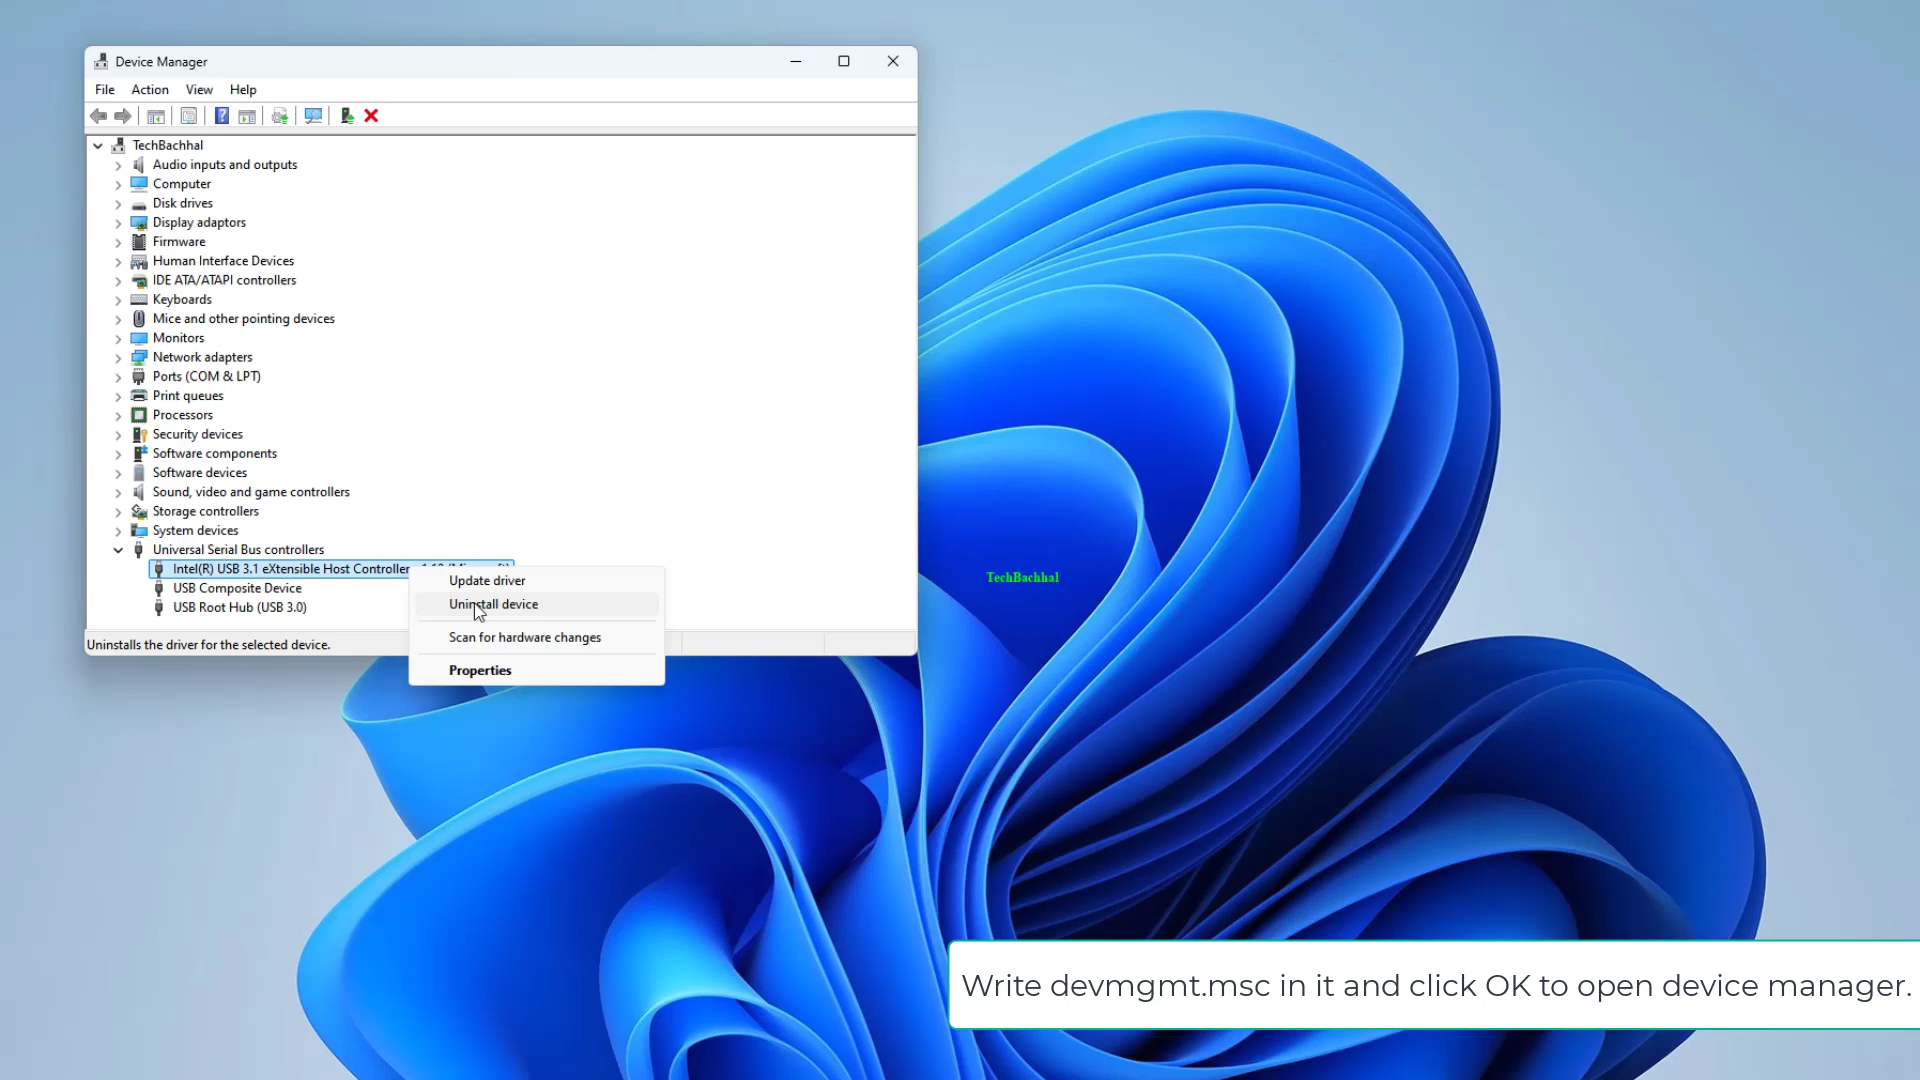 Device Manager
File Action View Help
TechBachhal
Audio inputs and outputs
Computer
Disk drives
Display adaptors
Firmware
Human Interface Devices
IDE ATA/ATAPI controllers
Keyboards
Mice and other pointing devices
Monitors
Network adapters
Ports (COM & LPT)
Print queues
Processors
Security devices
Software components
Software devices
Sound, video and game controllers
Storage controllers
System devices
Universal Serial Bus controllers
Intel(R) USB 3.1 eXtensible Host Controller
USB Composite Device
USB Root Hub (USB 3.0)
Update driver
Uninstall device
Scan for hardware changes
Properties
Uninstalls the driver for the selected device.
TechBachhal
Write devmgmt.msc in it and click OK to open device manager.